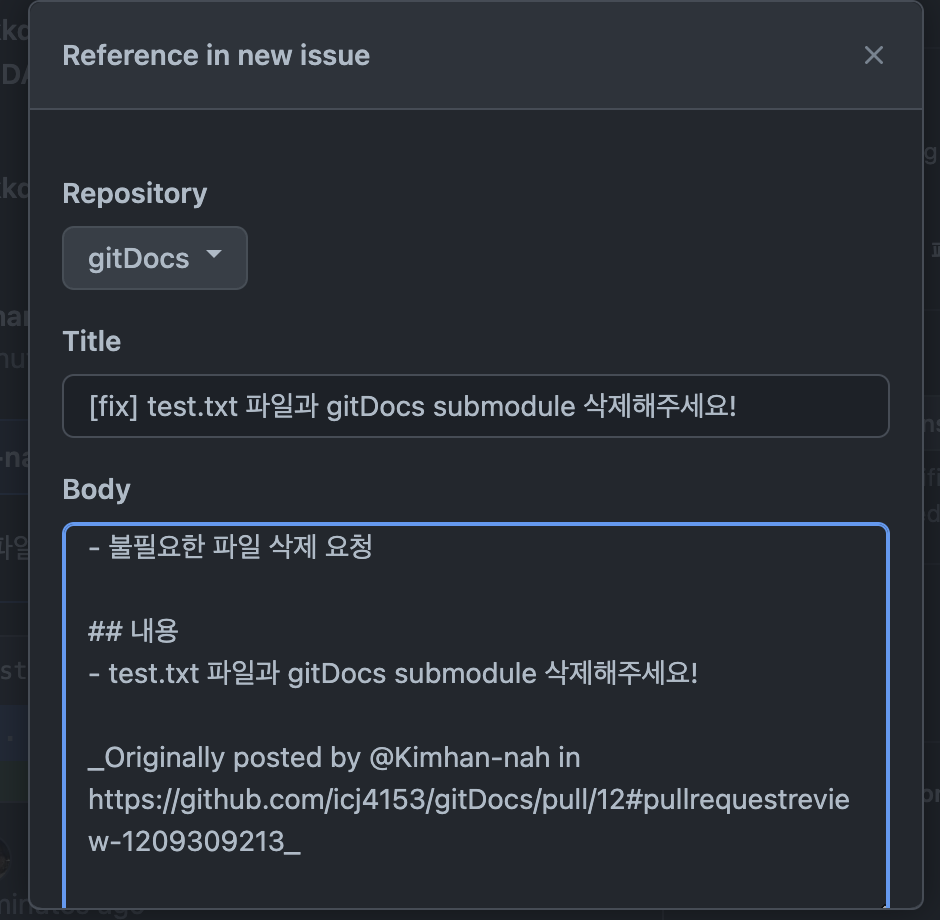 Reference in new issue
Repository
gitDocs
Title
[fix] test.txt 파일과 gitDocs submodule 삭제해주세요!
Body
- 불필요한 파일 삭제 요청
## 내용
- test.txt 파일과 gitDocs submodule 삭제해주세요!
_Originally posted by @Kimhan-nah in
https://github.com/icj4153/gitDocs/pull/12#pullrequestrevie
w-1209309213_
minutes ago